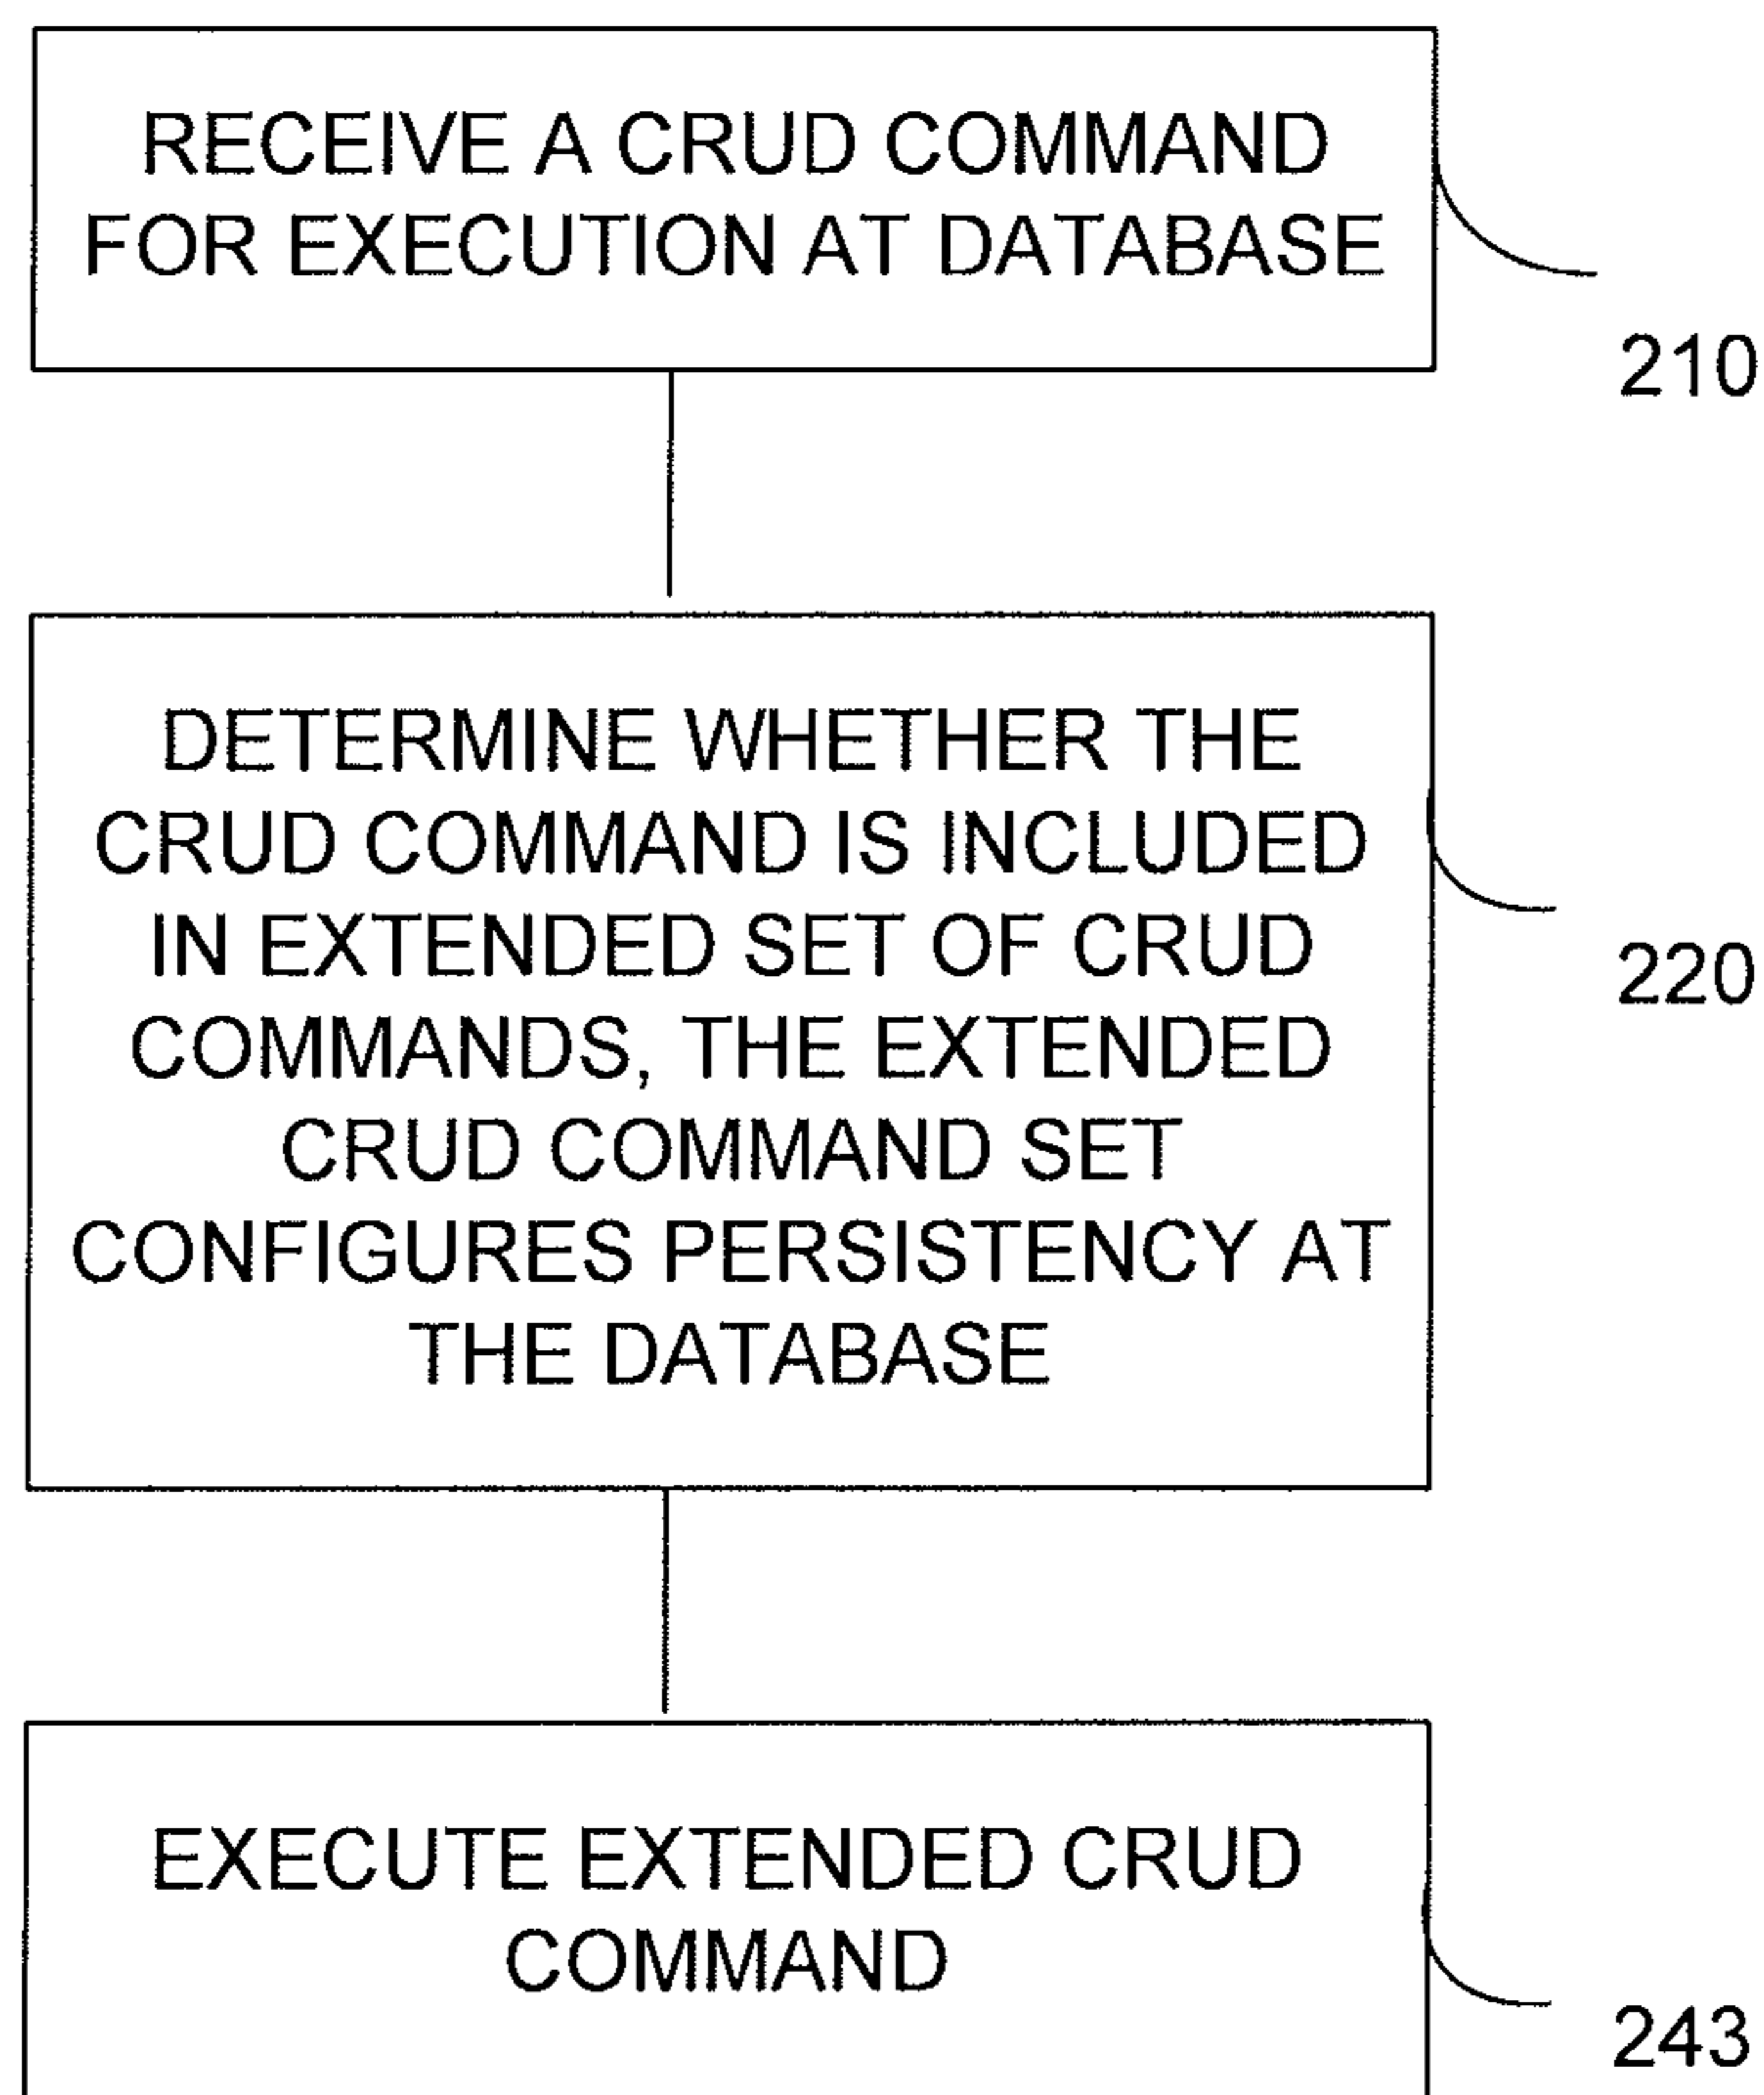 RECEIVE A CRUD COMMAND
FOR EXECUTION AT DATABASE
210
DETERMINE WHETHER THE
CRUD COMMAND IS INCLUDED
IN EXTENDED SET OF CRUD
COMMANDS, THE EXTENDED
CRUD COMMAND SET
CONFIGURES PERSISTENCY AT
THE DATABASE
220
EXECUTE EXTENDED CRUD
COMMAND
243